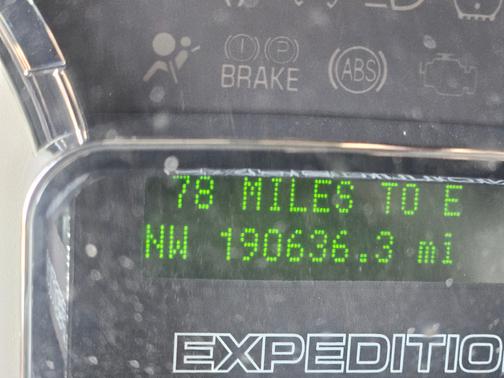 (!) (P)
BRAKE
ABS
78 MILES TO E
NW 190636.3 mi
EXPEDITIO